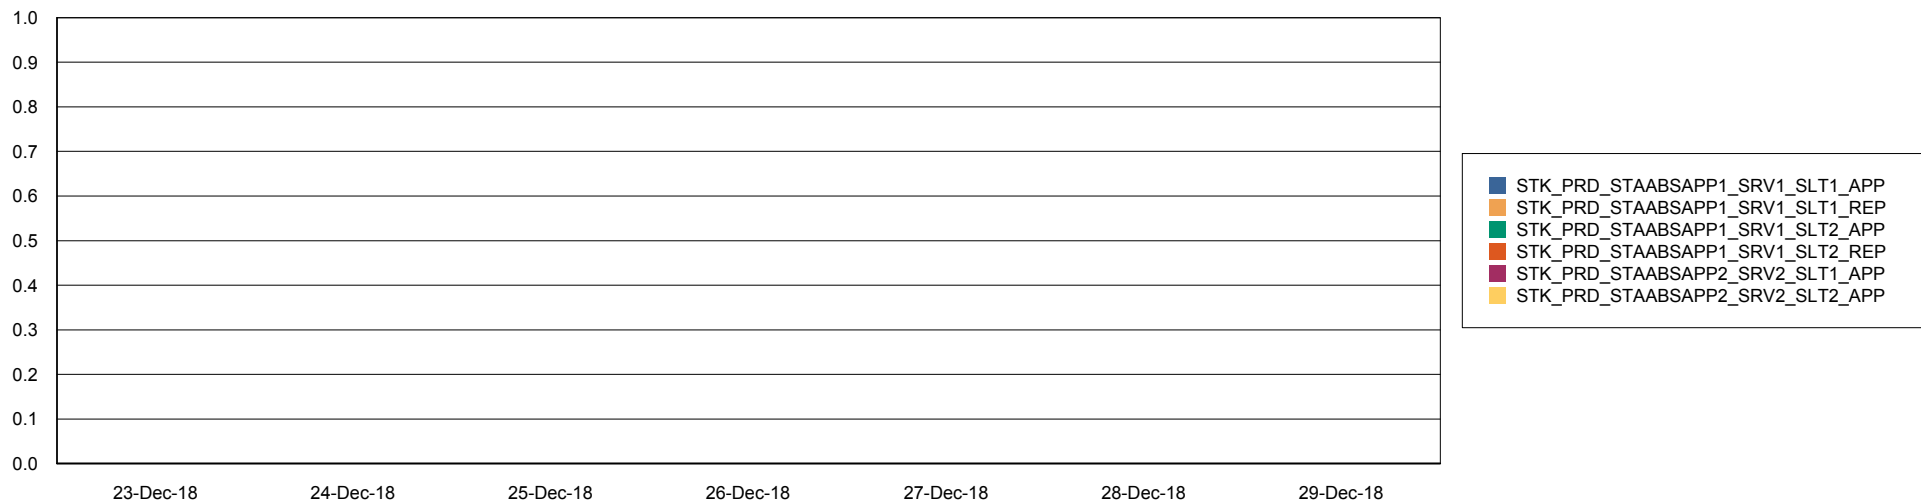 1.0
0.9
0.8
0.7
0.6
0.5
0.4
0.3
0.2
0.1
0.0
23-Dec-18 24-Dec-18 25-Dec-18 26-Dec-18 27-Dec-18 28-Dec-18 29-Dec-18
STK_PRD_STAABSAPP1_SRV1_SLT1_APP
STK_PRD_STAABSAPP1_SRV1_SLT1_REP
STK_PRD_STAABSAPP1_SRV1_SLT2_APP
STK_PRD_STAABSAPP1_SRV1_SLT2_REP
STK_PRD_STAABSAPP2_SRV2_SLT1_APP
STK_PRD_STAABSAPP2_SRV2_SLT2_APP